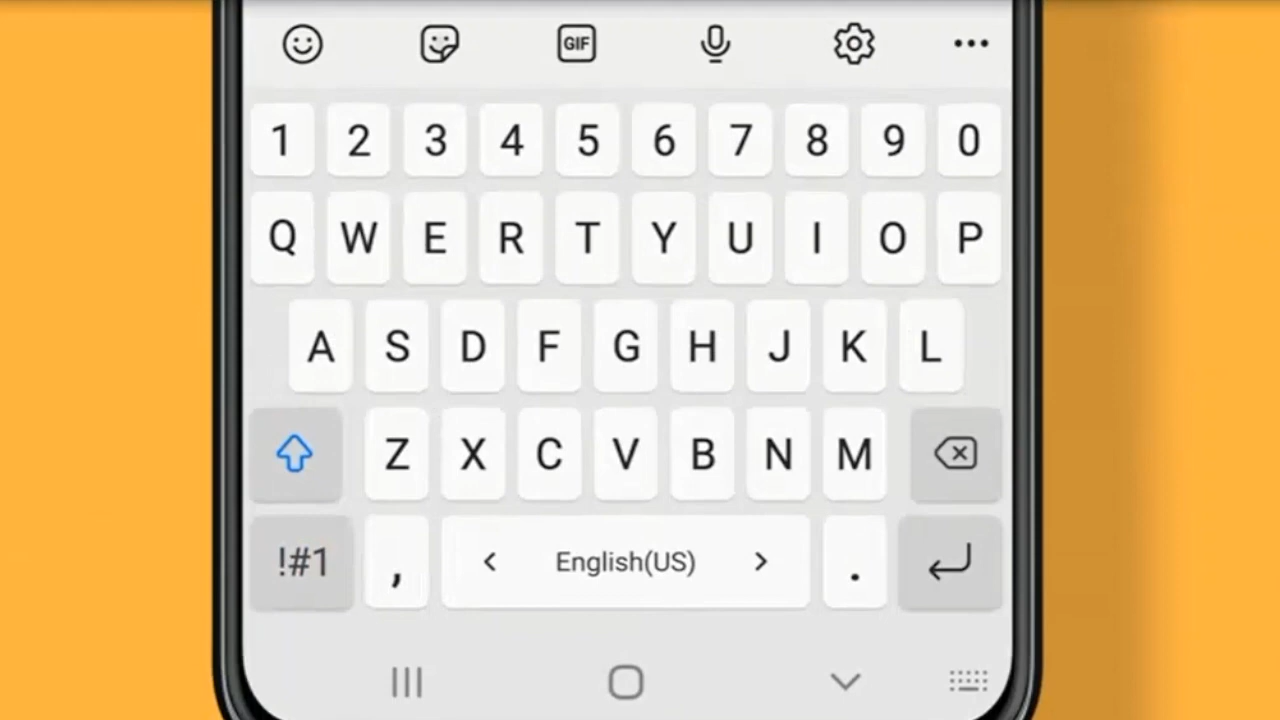 GIF
1 2 3 4 5 6 7 8 9 0
Q W E R T Y U I O P
A S D F G H J K L
Z X C V B N M
!#1 , < English(US) > .